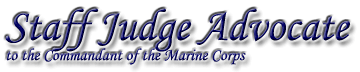 Staff Judge Advocate
to the Commandant of the Marine Corps